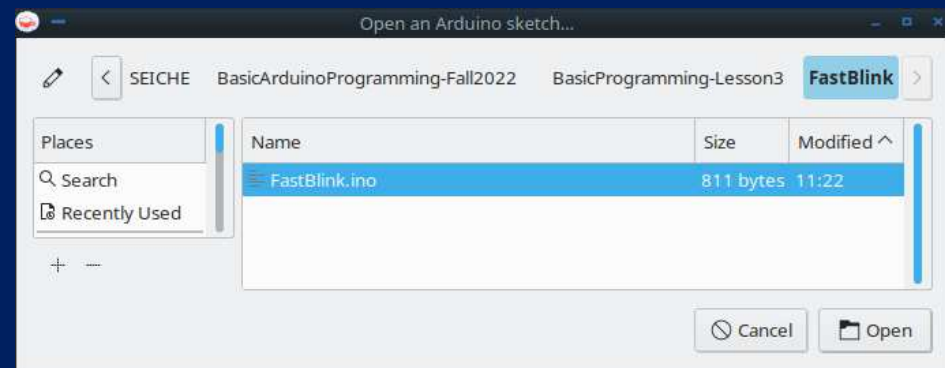 Open an Arduino sketch...
SEICHE BasicArduinoProgramming-Fall2022 BasicProgramming-Lesson3 FastBlink
Places
Search
Recently Used
Name Size Modified
FastBlink.ino 811 bytes 11:22
Cancel Open